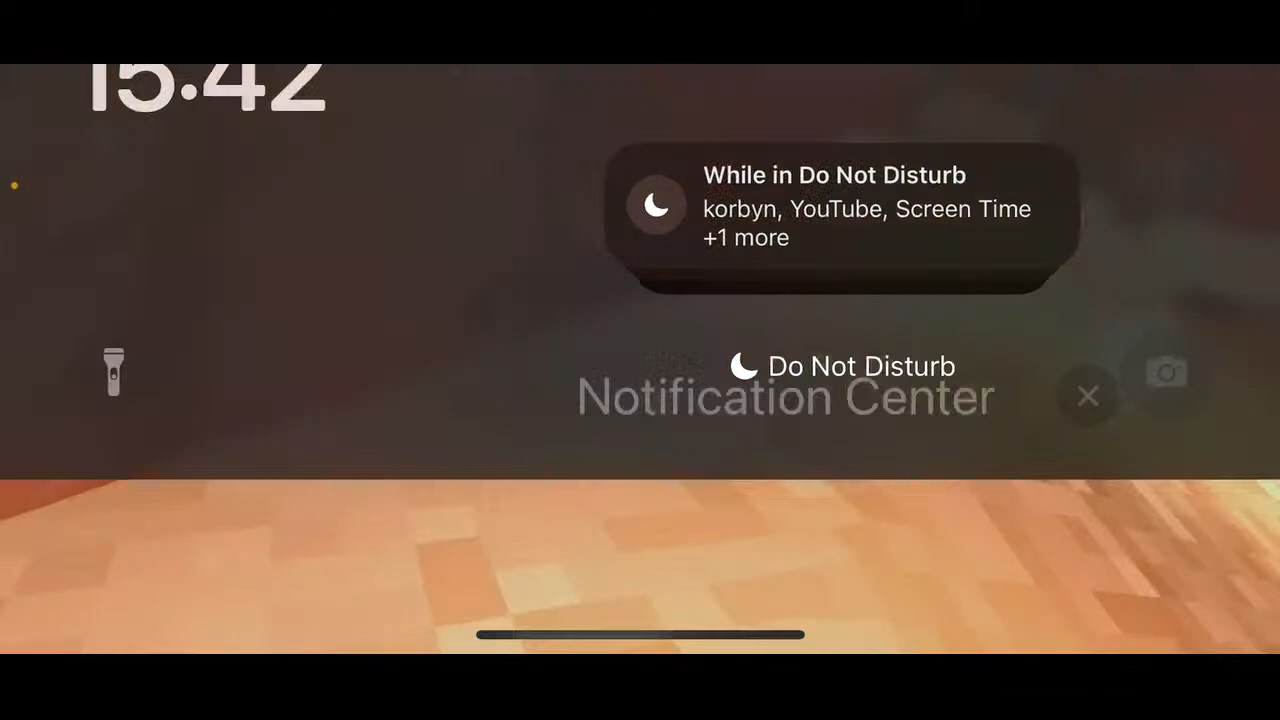 15:42
While in Do Not Disturb
korbyn, YouTube, Screen Time
+1 more
Do Not Disturb
Notification Center